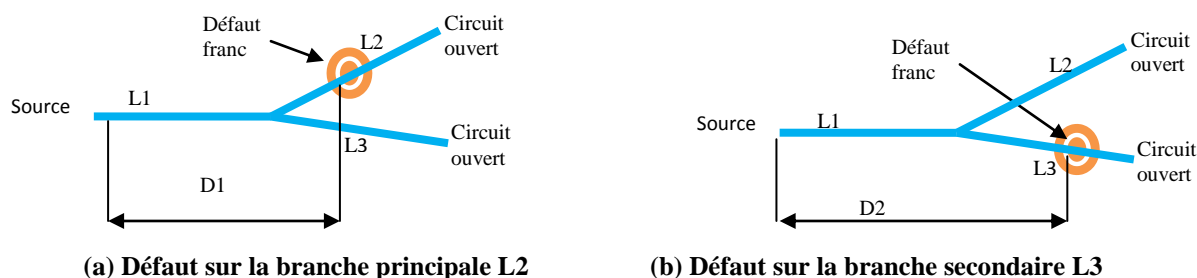 Défaut
franc
L2
Circuit
ouvert
Source
L1
L3
Circuit
ouvert
D1
(a) Défaut sur la branche principale L2
Défaut
franc
L2
Circuit
ouvert
Source
L1
L3
Circuit
ouvert
D2
(b) Défaut sur la branche secondaire L3